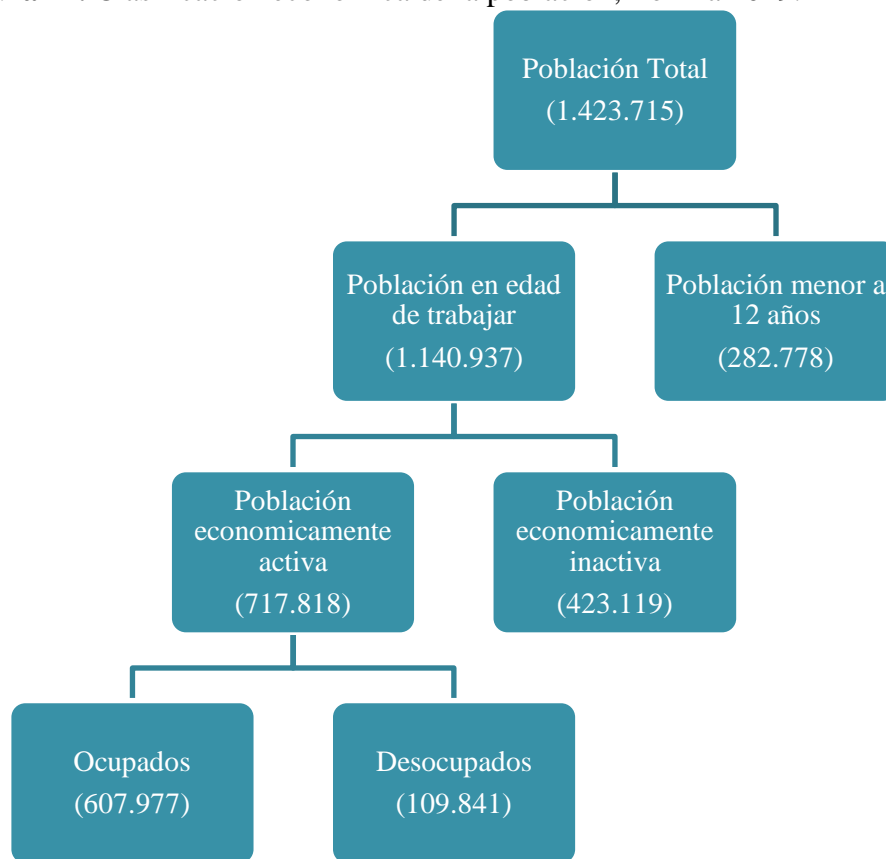 Población Total
(1.423.715)
Población en edad
de trabajar
(1.140.937)
Población menor a
12 años
(282.778)
Población
economicamente
activa
(717.818)
Población
economicamente
inactiva
(423.119)
Ocupados
(607.977)
Desocupados
(109.841)